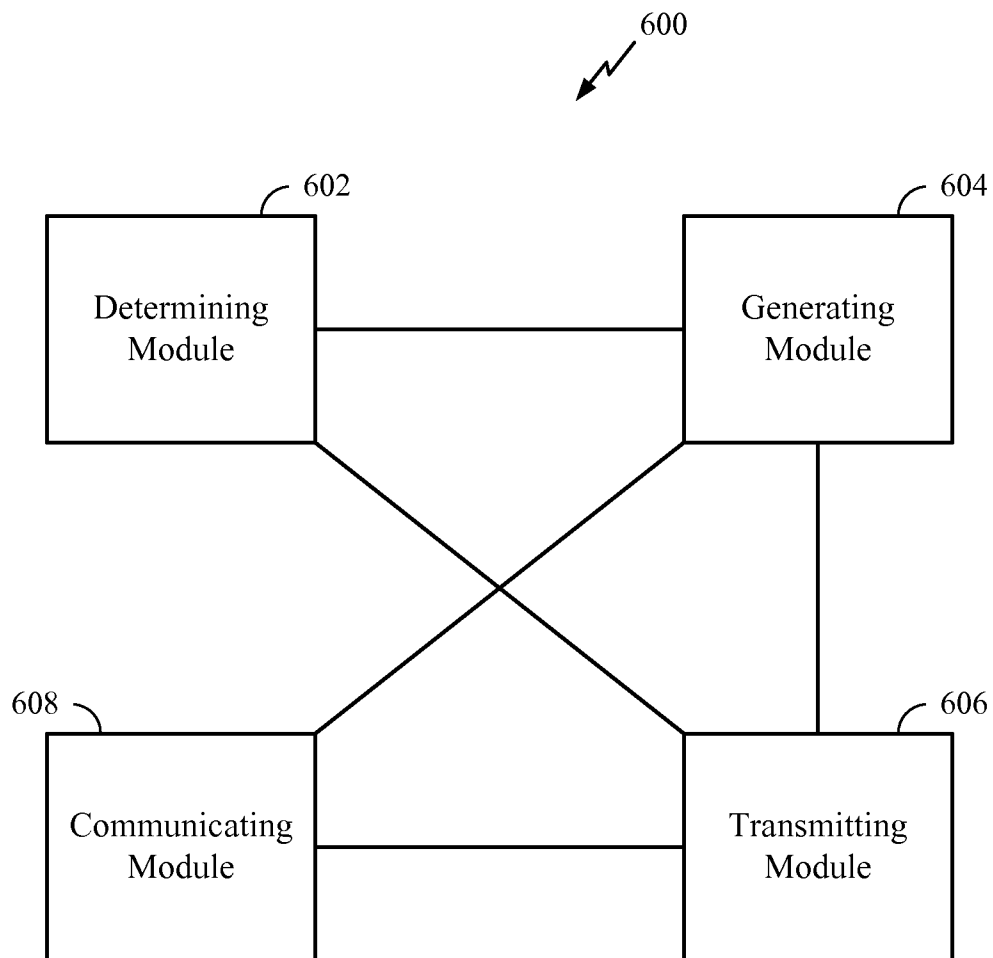 600
602
604
Determining
Module
Generating
Module
608
606
Communicating
Module
Transmitting
Module